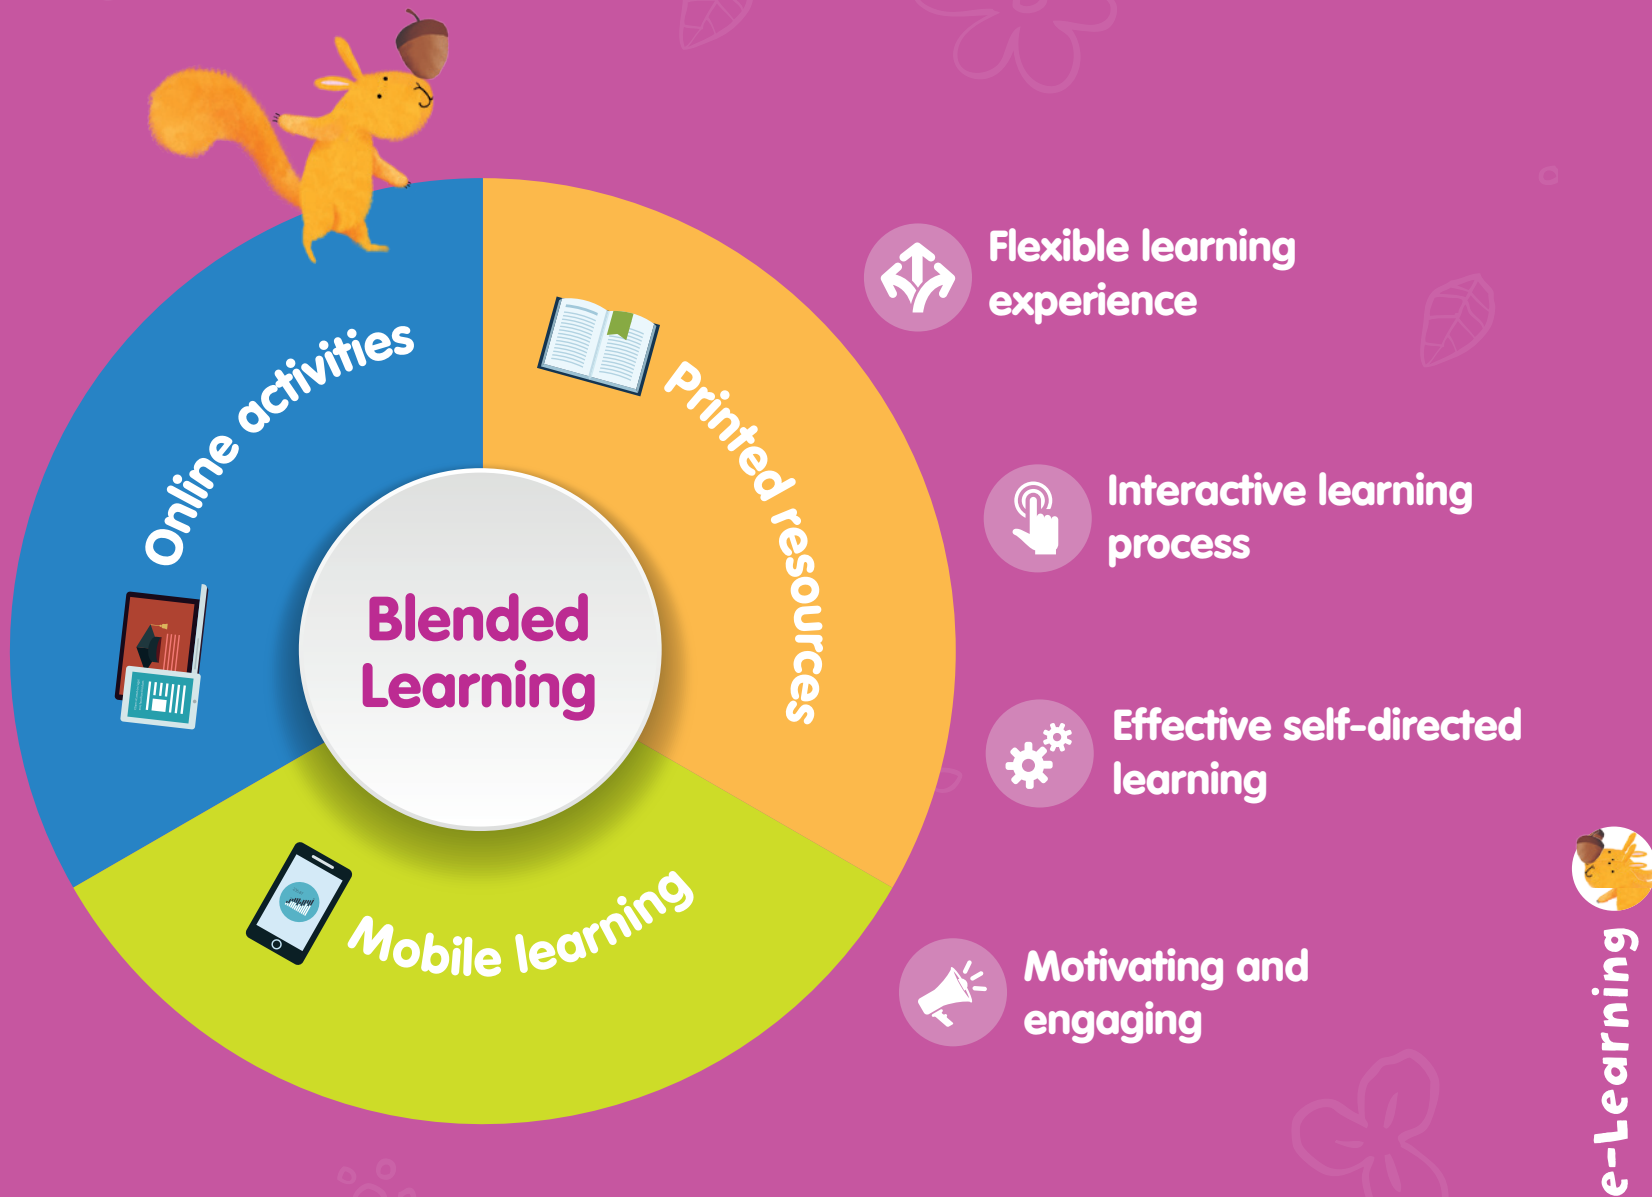 Online activities
Printed resources
Blended
Learning
Mobile learning
Flexible learning
experience
Interactive learning
process
Effective self-directed
learning
Motivating and
engaging
e-Learning